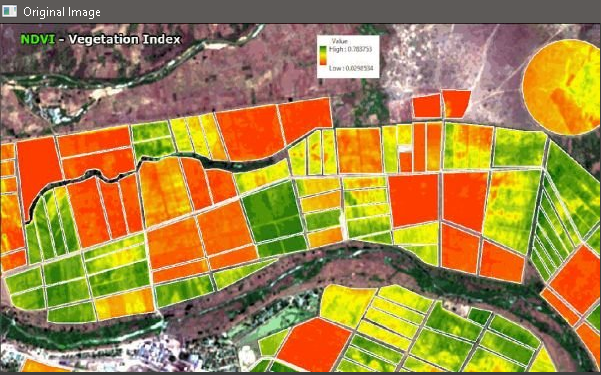 Original Image
NDVI - Vegetation Index
Value
High : 0.783753
Low : 0.0298534